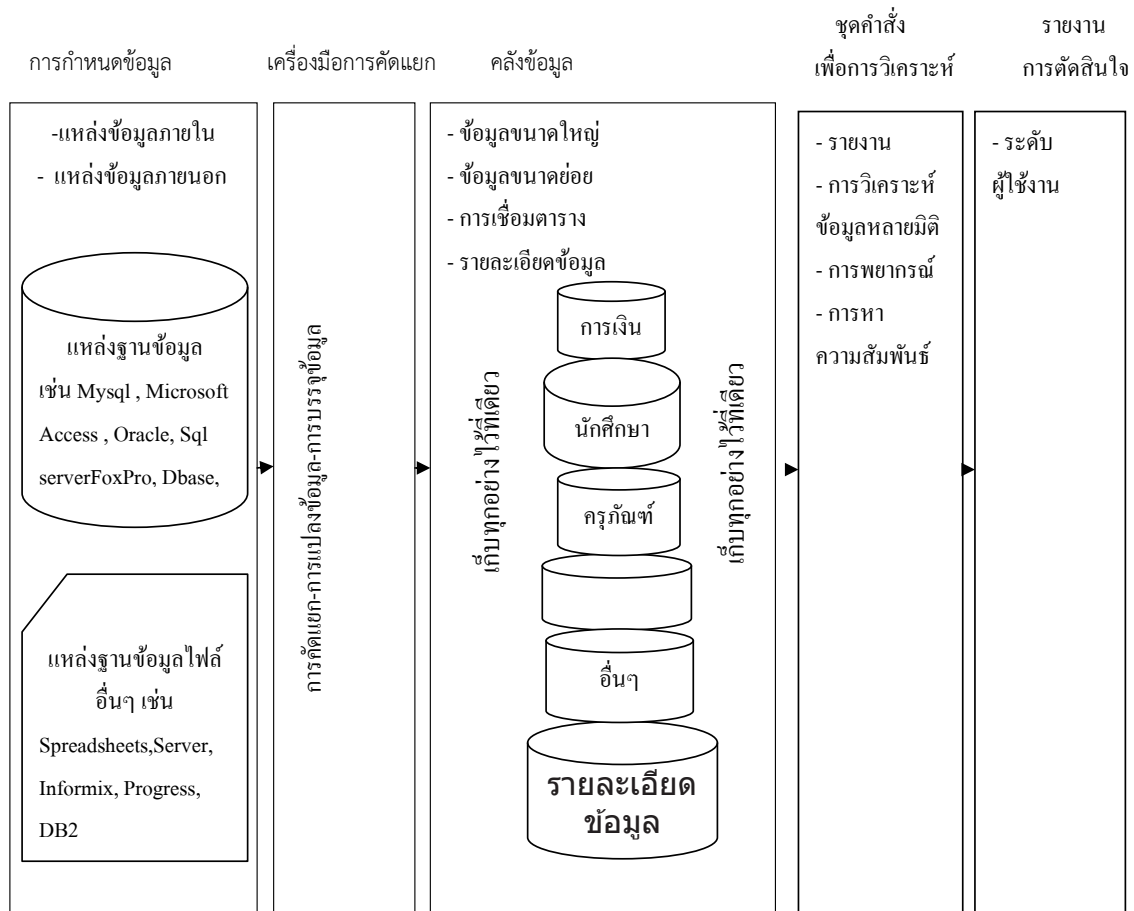 การกำหนดข้อมูล
เครื่องมือการคัดแยก
คลังข้อมูล
ชุดคำสั่ง
เพื่อการวิเคราะห์
รายงาน
การตัดสินใจ
-แหล่งข้อมูลภายใน
- แหล่งข้อมูลภายนอก
แหล่งฐานข้อมูล
เช่น Mysql , Microsoft
Access , Oracle, Sql
serverFoxPro, Dbase,
แหล่งฐานข้อมูลไฟล์
อื่นๆ เช่น
Spreadsheets,Server,
Informix, Progress,
DB2
การคัดแยก-การแปลงข้อมูล-การบรรจุข้อมูล
- ข้อมูลขนาดใหญ่
- ข้อมูลขนาดย่อย
- การเชื่อมตาราง
- รายละเอียดข้อมูล
เก็บทุกอย่างไว้ที่เดียว
การเงิน
นักศึกษา
ครุภัณฑ์
อื่นๆ
รายละเอียด
ข้อมูล
เก็บทุกอย่างไว้ที่เดียว
- รายงาน
- การวิเคราะห์
ข้อมูลหลายมิติ
- การพยากรณ์
- การหา
ความสัมพันธ์
- ระดับ
ผู้ใช้งาน